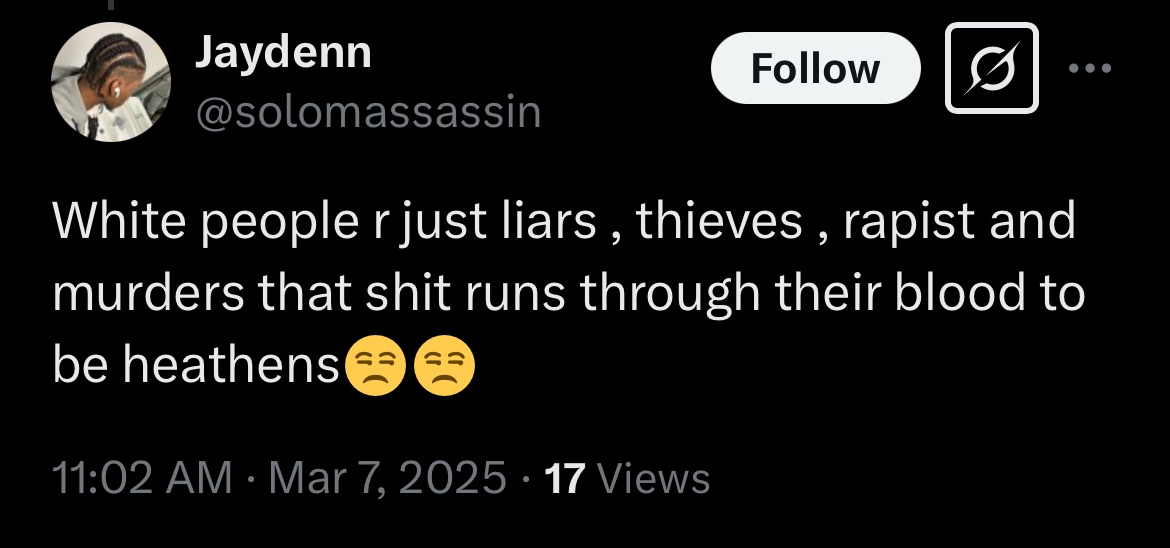 Jaydenn
Follow
@solomassassin
White people r just liars , thieves , rapist and
murders that shit runs through their blood to
be heathens😒😒
11:02 AM · Mar 7, 2025 · 17 Views